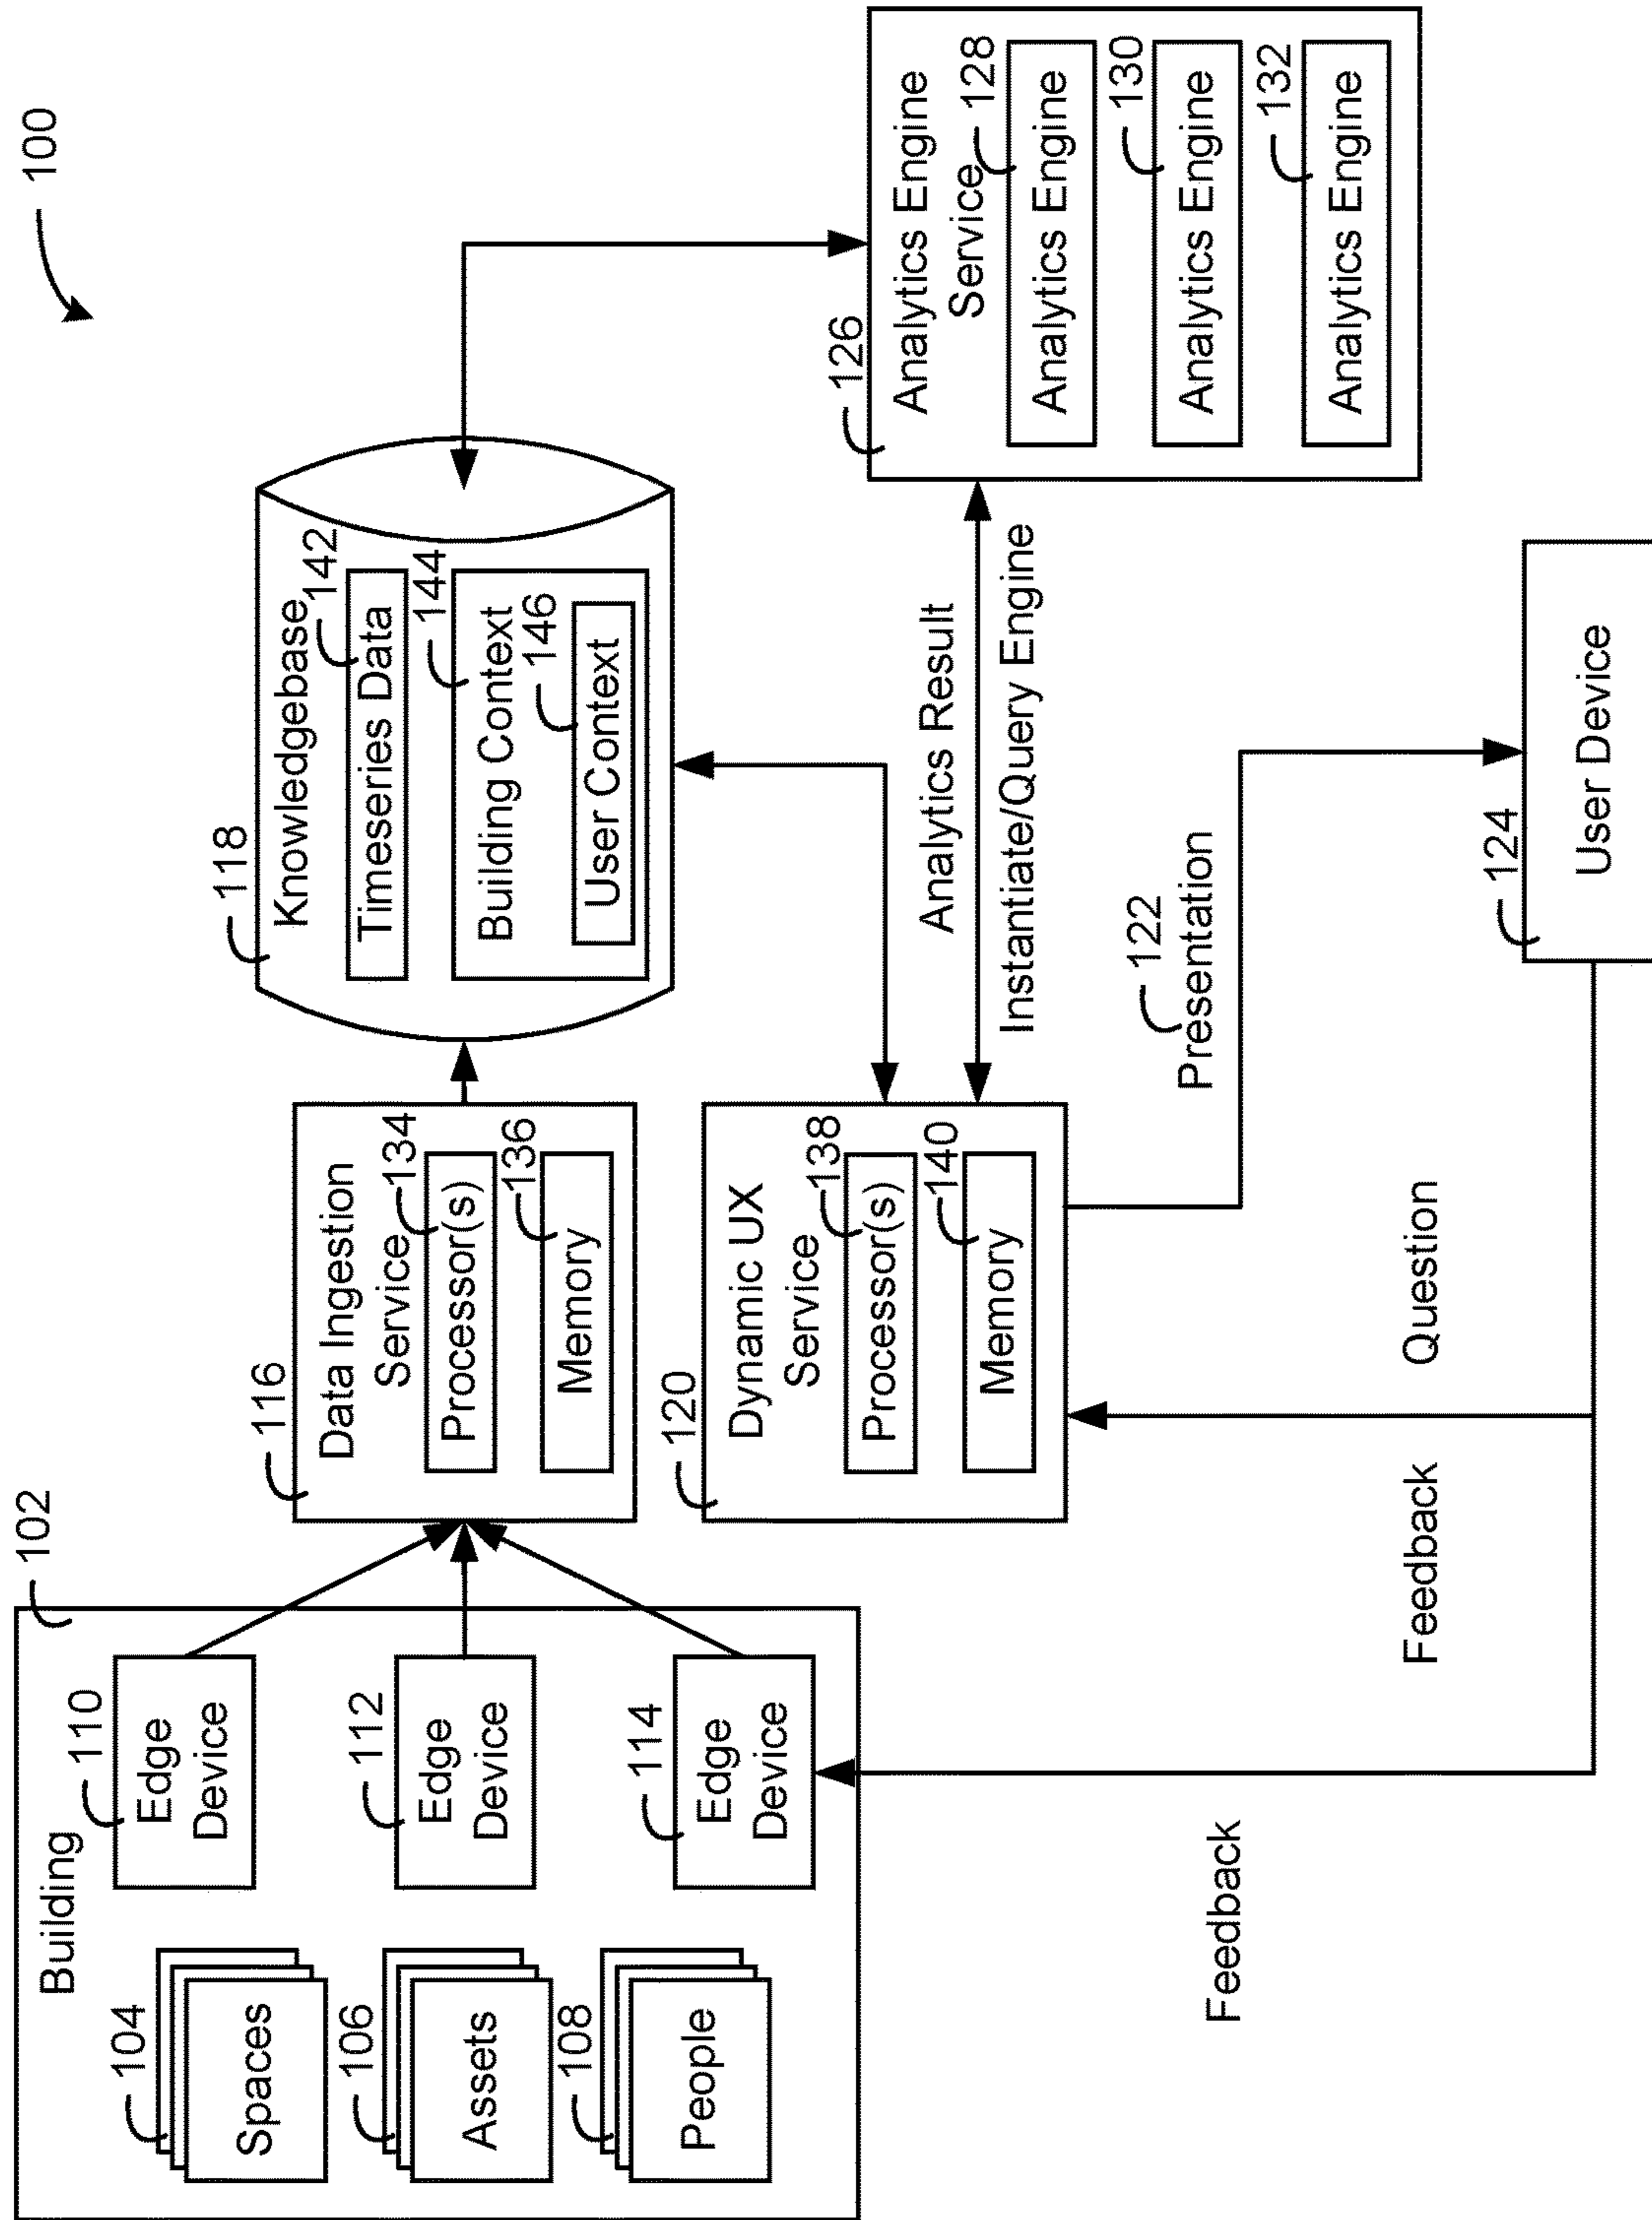 100
102
Building
104
Spaces
106
Assets
108
People
110
Edge
Device
112
Edge
Device
114
Edge
Device
116
Data Ingestion
Service
134
Processor(s)
136
Memory
118
Knowledgebase
142
Timeseries Data
144
Building Context
146
User Context
120
Dynamic UX
Service
138
Processor(s)
140
Memory
Analytics Result
Instantiate/Query Engine
126
Analytics Engine
Service
128
Analytics Engine
130
Analytics Engine
132
Analytics Engine
122
Presentation
Feedback
Feedback
Question
124
User Device